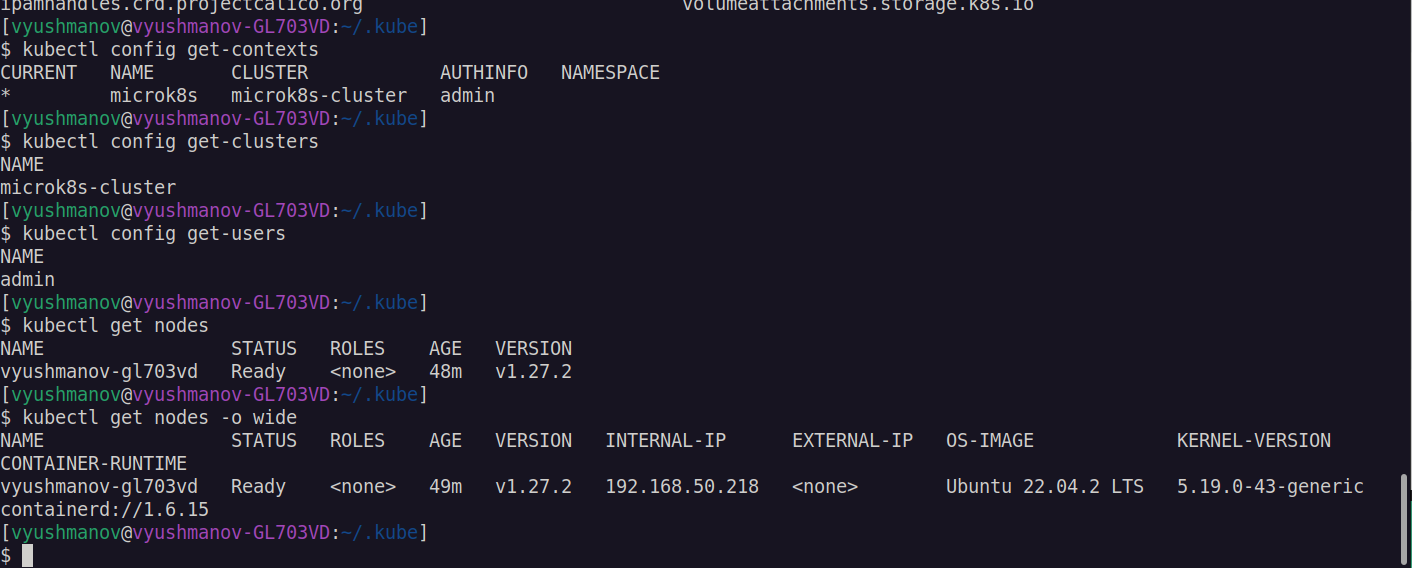 ipamhandles.crd.projectcalico.org                             volumeattachments.storage.k8s.io
[vyushmanov@vyushmanov-GL703VD:~/.kube]
$ kubectl config get-contexts
CURRENT   NAME       CLUSTER            AUTHINFO   NAMESPACE
*         microk8s   microk8s-cluster   admin
[vyushmanov@vyushmanov-GL703VD:~/.kube]
$ kubectl config get-clusters
NAME
microk8s-cluster
[vyushmanov@vyushmanov-GL703VD:~/.kube]
$ kubectl config get-users
NAME
admin
[vyushmanov@vyushmanov-GL703VD:~/.kube]
$ kubectl get nodes
NAME                 STATUS   ROLES    AGE   VERSION
vyushmanov-gl703vd   Ready    <none>   48m   v1.27.2
[vyushmanov@vyushmanov-GL703VD:~/.kube]
$ kubectl get nodes -o wide
NAME                 STATUS   ROLES    AGE   VERSION   INTERNAL-IP      EXTERNAL-IP   OS-IMAGE             KERNEL-VERSION
CONTAINER-RUNTIME
vyushmanov-gl703vd   Ready    <none>   49m   v1.27.2   192.168.50.218   <none>        Ubuntu 22.04.2 LTS   5.19.0-43-generic
containerd://1.6.15
[vyushmanov@vyushmanov-GL703VD:~/.kube]
$